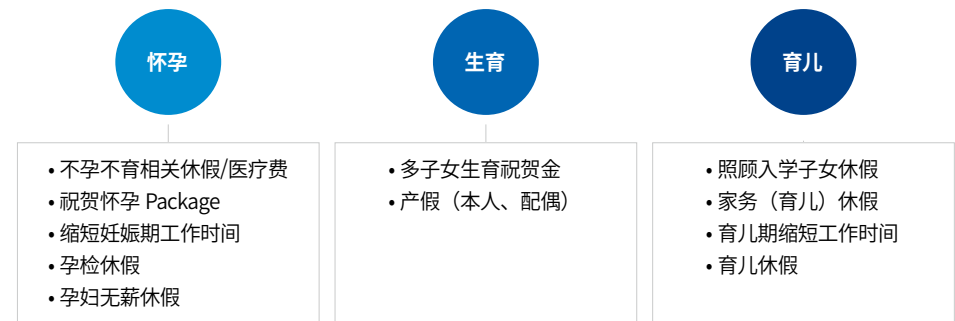 怀孕
• 不孕不育相关休假/医疗费
• 祝贺怀孕 Package
• 缩短妊娠期工作时间
• 孕检休假
• 孕妇无薪休假
生育
• 多子女生育祝贺金
• 产假（本人、配偶）
育儿
• 照顾入学子女休假
• 家务（育儿）休假
• 育儿期缩短工作时间
• 育儿休假